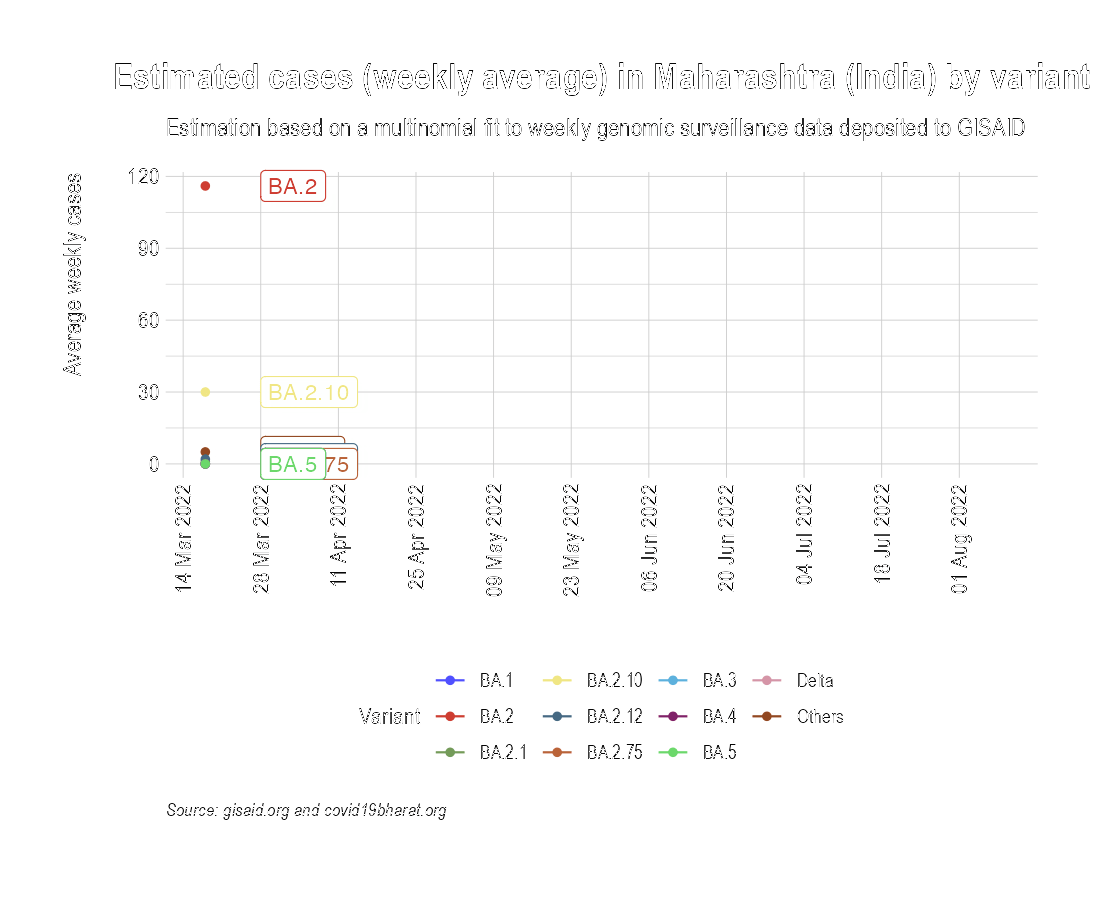 Estimated cases (weekly average) in Maharashtra (India) by variant
Estimation based on a multinomial fit to weekly genomic surveillance data deposited to GISAID
Average weekly cases
120
90
60
30
0
BA.2
BA.2.10
BA.5
75
14 Mar 2022
28 Mar 2022
11 Apr 2022
25 Apr 2022
09 May 2022
23 May 2022
06 Jun 2022
20 Jun 2022
04 Jul 2022
18 Jul 2022
01 Aug 2022
Variant
BA.1
BA.2
BA.2.1
BA.2.10
BA.2.12
BA.2.75
BA.3
BA.4
BA.5
Delta
Others
Source: gisaid.org and covid19bharat.org